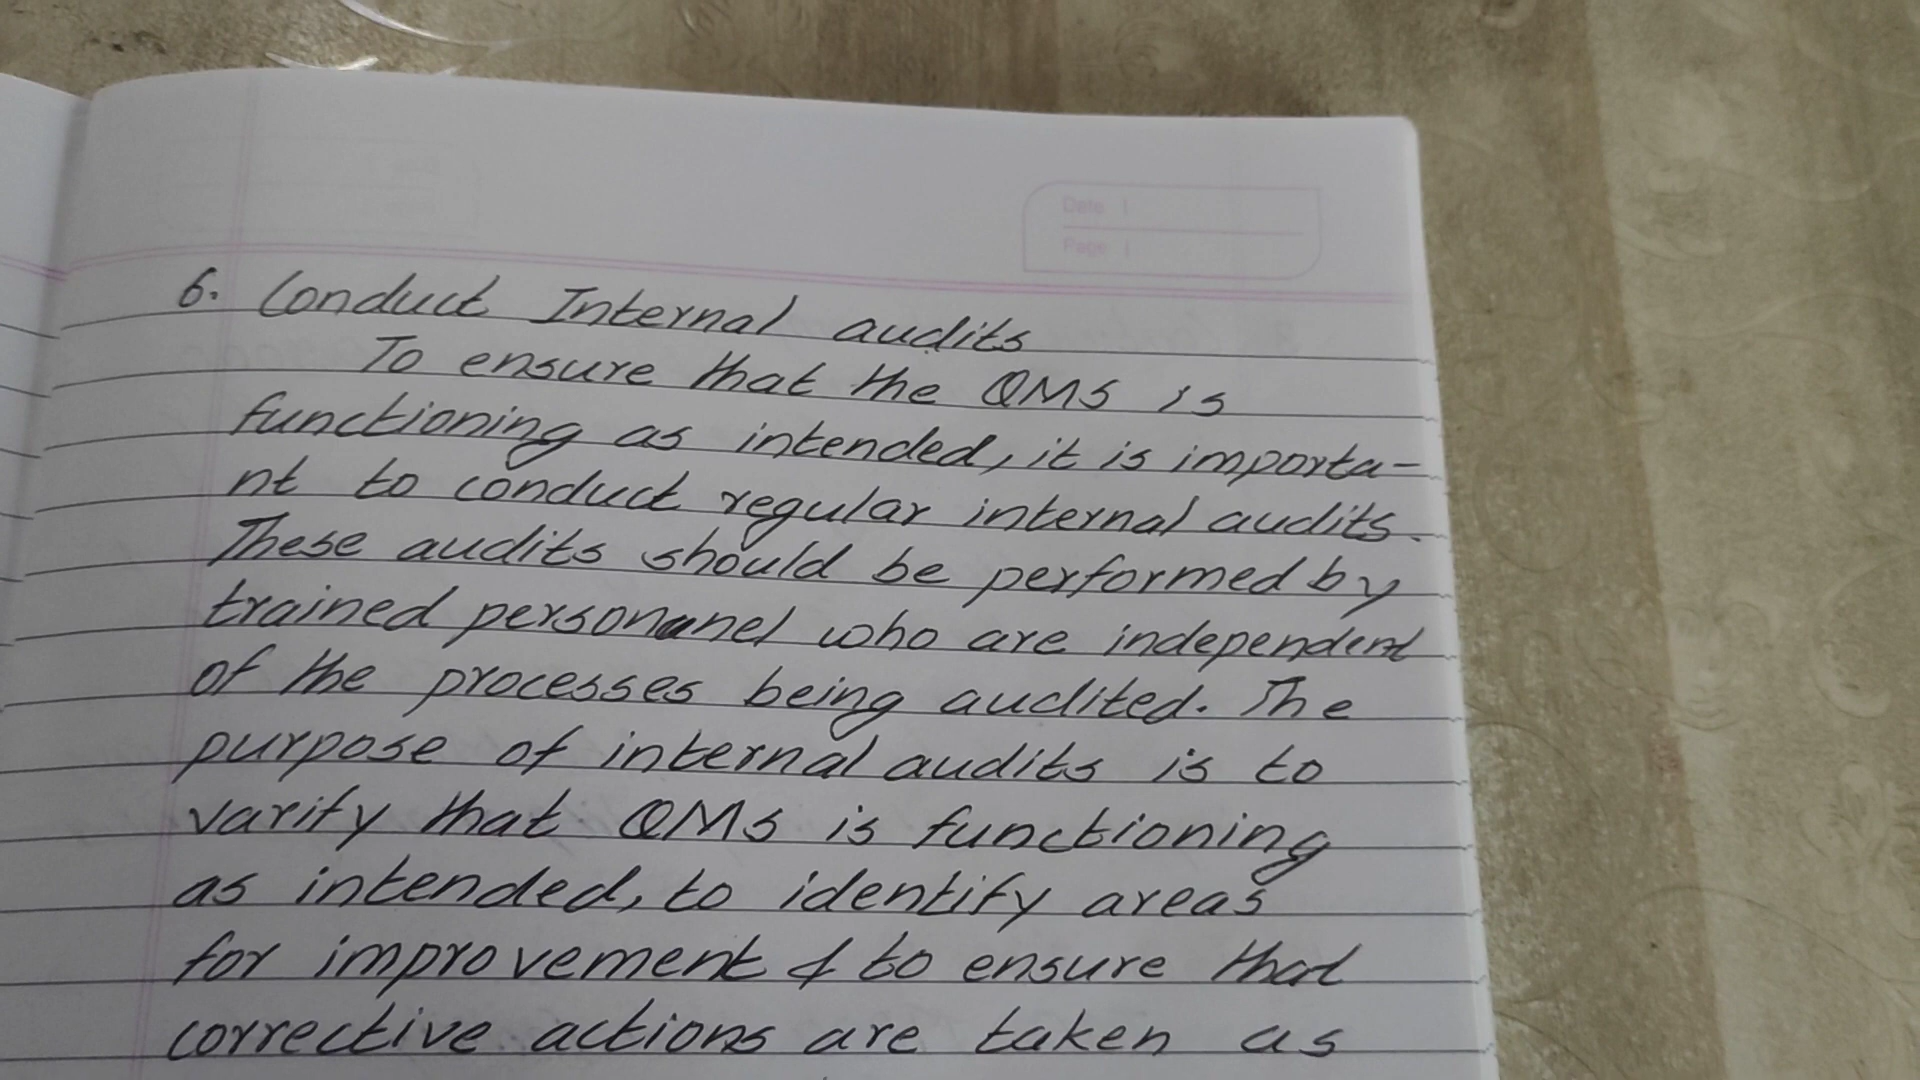 Date
Page
6. Conduct Internal audits
To ensure that the QMS is
functioning as intended, it is importa-
nt to conduct regular internal audits.
These audits should be performed by
trained personanel who are independent
of the processes being audited. The
purpose of internal audits is to
varify that QMS is functioning
as intended, to identify areas
for improvement & to ensure that
corrective actions are taken as